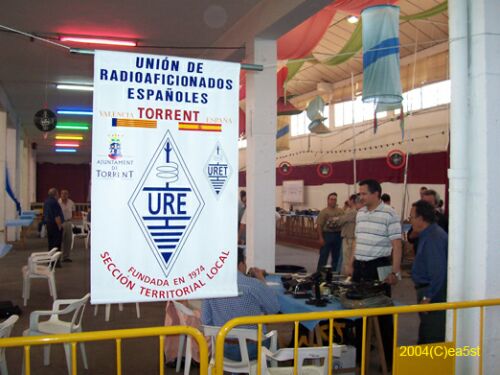 UNIÓN DE
RADIOAFICIONADOS
ESPAÑOLES
VALENCIA
ESPAÑA
TORRENT
AJUNTAMENT
DE
TORRENT
URE
URET
FUNDADA EN 1974
SECCIÓN TERRITORIAL LOCAL
2004(C)ea5st